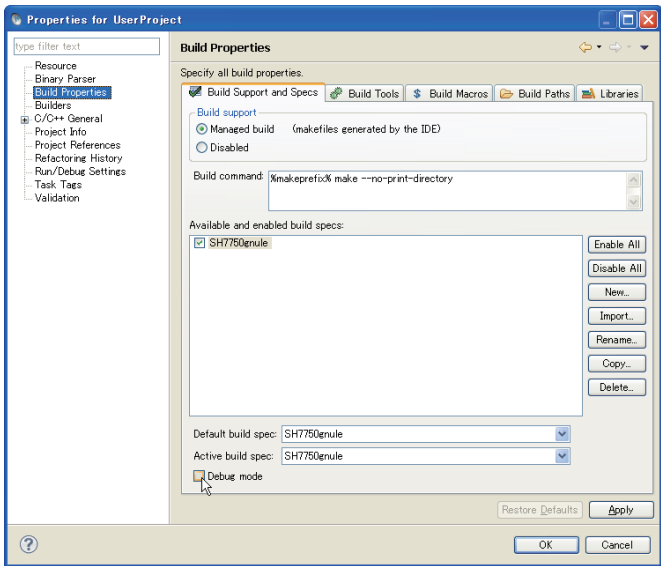 Properties for UserProject
type filter text
Resource
Binary Parser
Build Properties
Builders
C/C++ General
Project Info
Project References
Refactoring History
Run/Debug Settings
Task Tags
Validation
Build Properties
Specify all build properties.
Build Support and Specs
Build Tools
Build Macros
Build Paths
Libraries
Build support
Managed build (makefiles generated by the IDE)
Disabled
Build command: %makeprefix% make --no-print-directory
Available and enabled build specs:
SH7750gnule
Enable All
Disable All
New...
Import...
Rename...
Copy...
Delete...
Default build spec: SH7750gnule
Active build spec: SH7750gnule
Debug mode
Restore Defaults
Apply
OK
Cancel